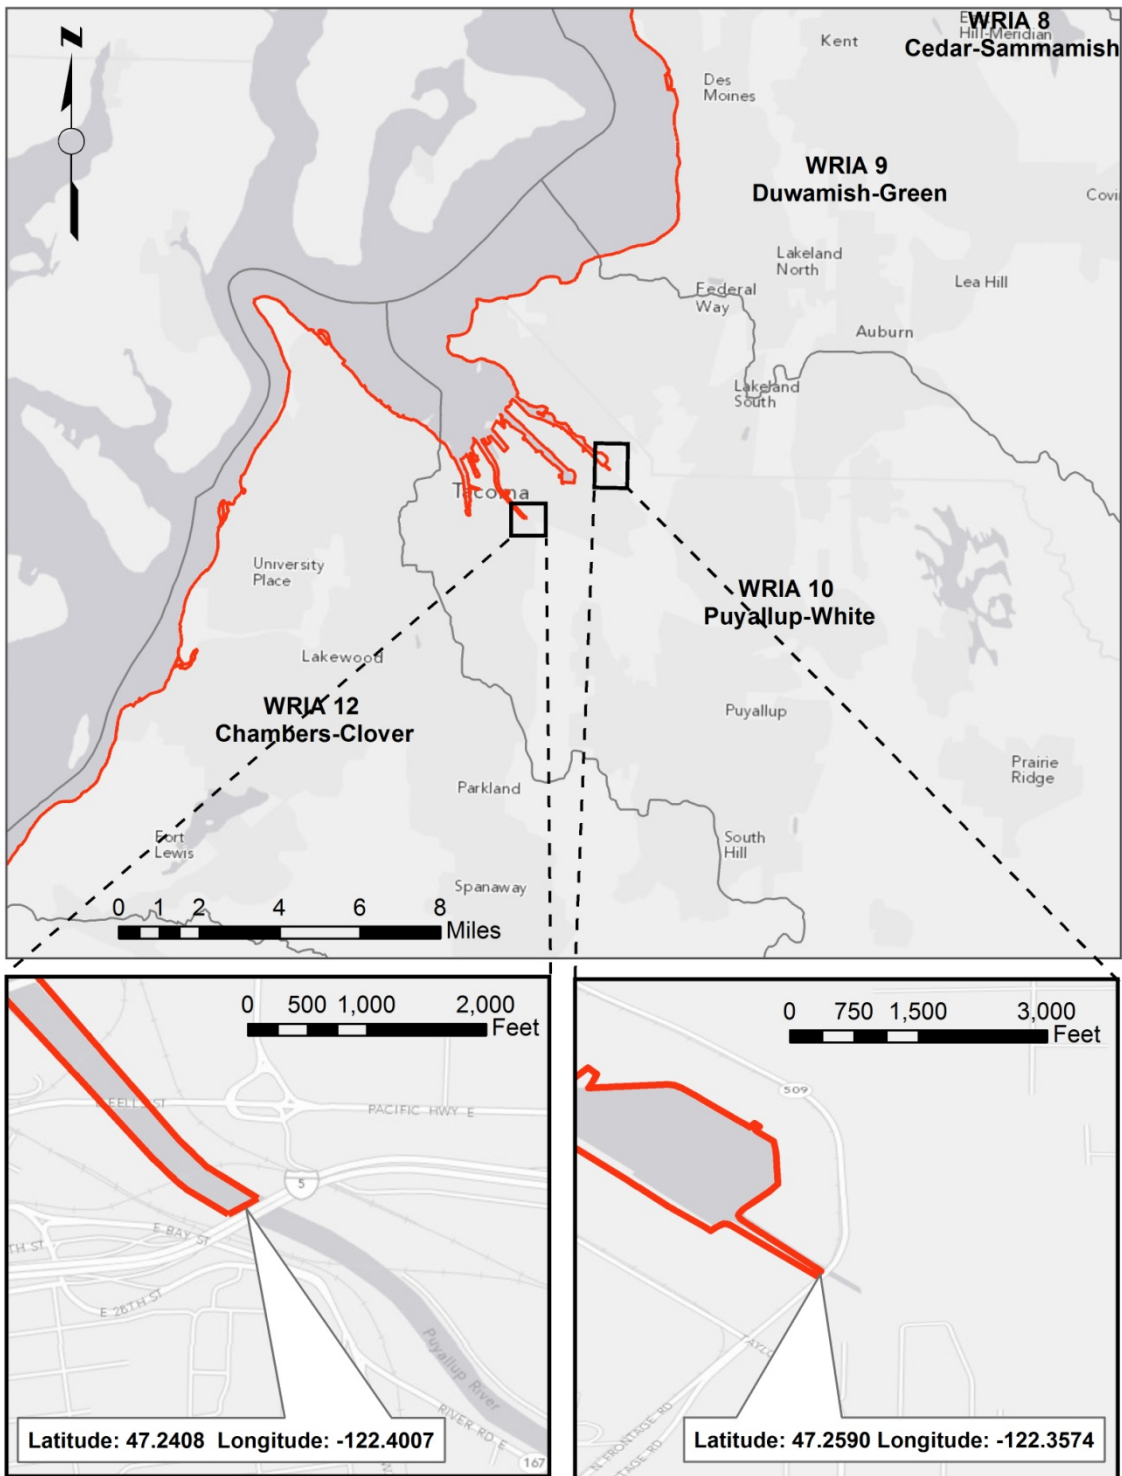 N
WRIA 8
Hill-Meridian
Cedar-Sammamish
Kent
Des
Moines
WRIA 9
Duwamish-Green
Lakeland
North
Lea Hill
Federal
Way
Auburn
Lakeland
South
Tacoma
University
Place
WRIA 10
Puyallup-White
Lakewood
WRIA 12
Chambers-Clover
Puyallup
Prairie
Ridge
Parkland
Fort
Lewis
South
Hill
Spanaway
0 1 2 4 6 8
Miles
0 500 1,000 2,000
Feet
E EELLS ST
PACIFIC HWY E
5
E BAY ST
TH ST
E 26TH ST
Puyallup River
RIVER RD E
167
Latitude: 47.2408 Longitude: -122.4007
0 750 1,500 3,000
Feet
509
TAYLO
N FRONTAGE RD
Latitude: 47.2590 Longitude: -122.3574